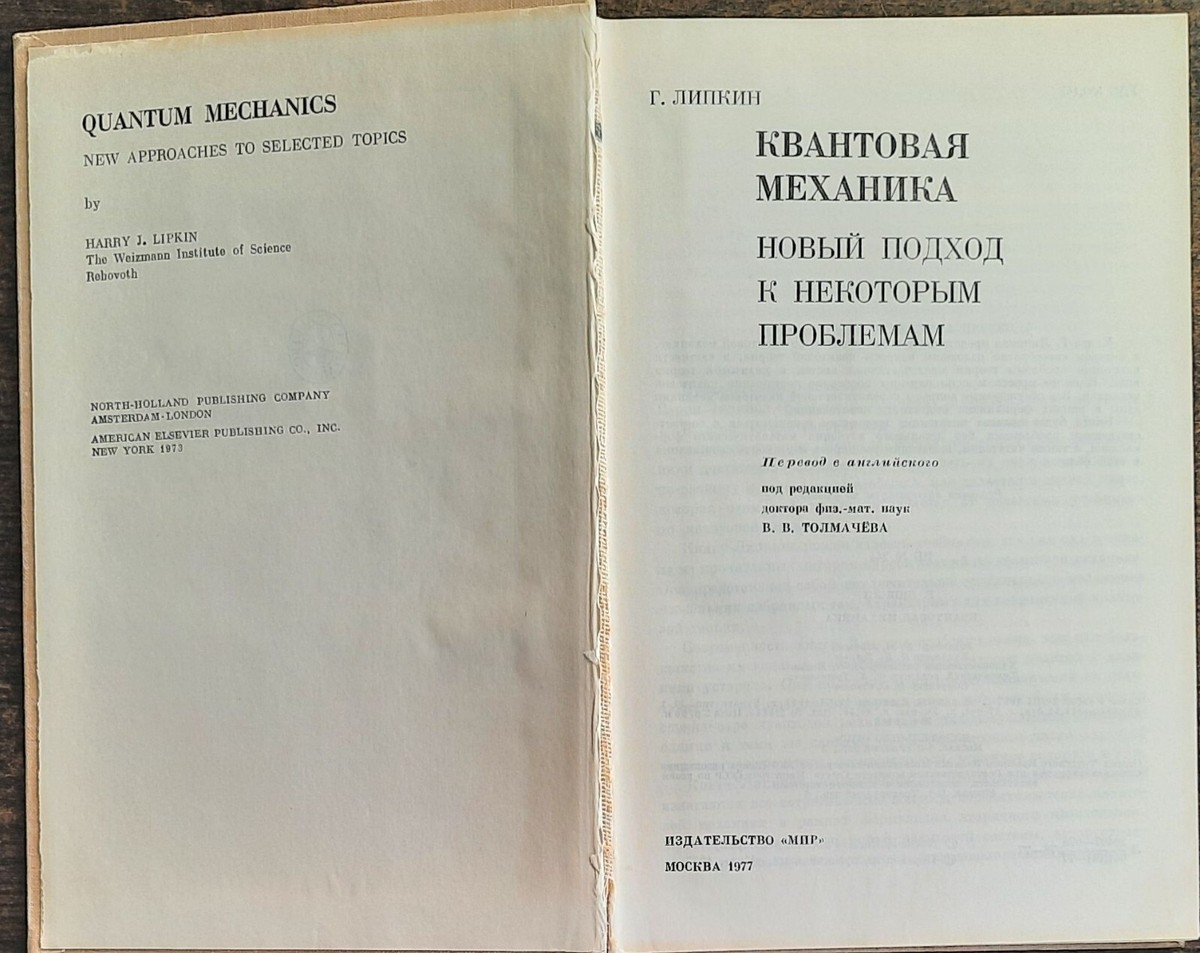 QUANTUM MECHANICS
NEW APPROACHES TO SELECTED TOPICS
by
HARRY J. LIPKIN
The Weizmann Institute of Science
Rehovoth
NORTH-HOLLAND PUBLISHING COMPANY
AMSTERDAM·LONDON
AMERICAN ELSEVIER PUBLISHING CO., INC.
NEW YORK 1973
Г. ЛИПКИН
КВАНТОВАЯ
МЕХАНИКА
НОВЫЙ ПОДХОД
К НЕКОТОРЫМ
ПРОБЛЕМАМ
Перевод с английского
под редакцией
доктора физ.-мат. наук
В. В. ТОЛМАЧЁВА
ИЗДАТЕЛЬСТВО «МИР»
МОСКВА 1977